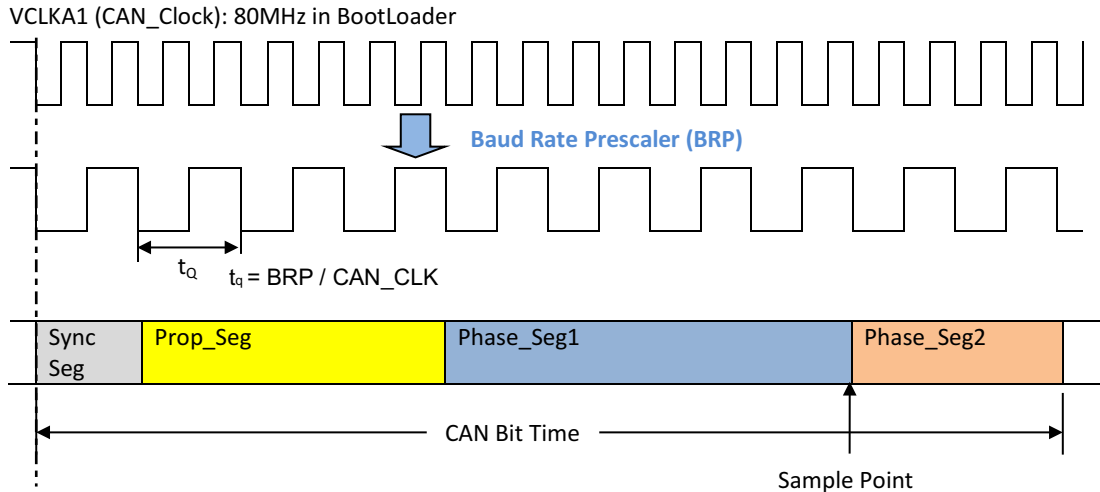 VCLKA1 (CAN_Clock): 80MHz in BootLoader
Baud Rate Prescaler (BRP)
tQ
tq = BRP / CAN_CLK
Sync
Seg
Prop_Seg
Phase_Seg1
Phase_Seg2
CAN Bit Time
Sample Point